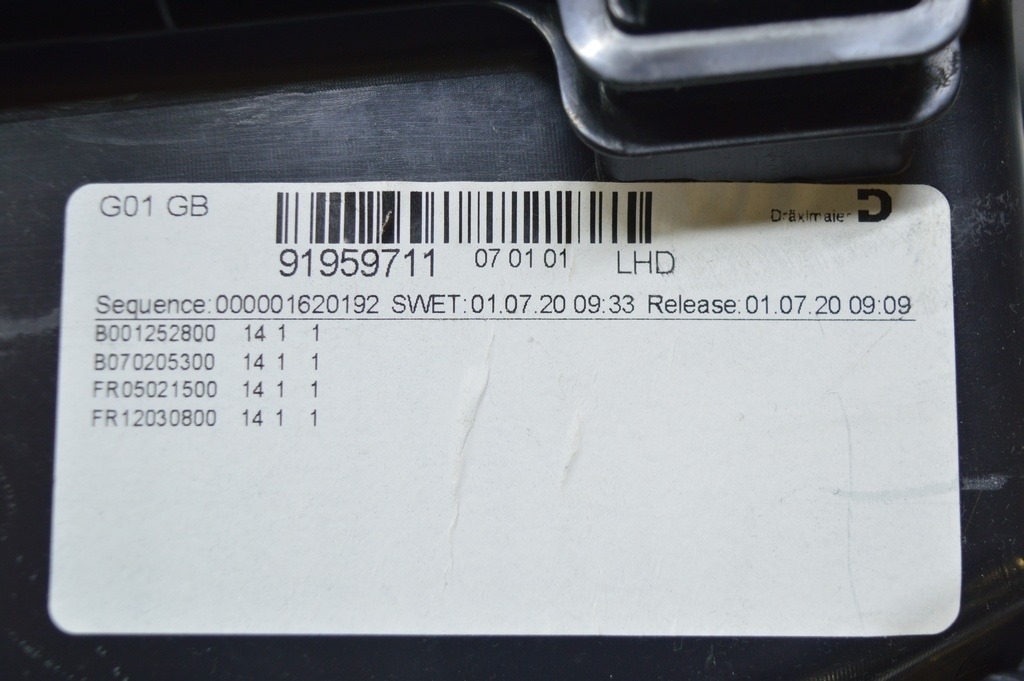 G01 GB
Dräxlmaier
91959711 07 01 01 LHD
Sequence:000001620192 SWET:01.07.20 09:33 Release:01.07.20 09:09
B001252800 14 1 1
B070205300 14 1 1
FR05021500 14 1 1
FR12030800 14 1 1